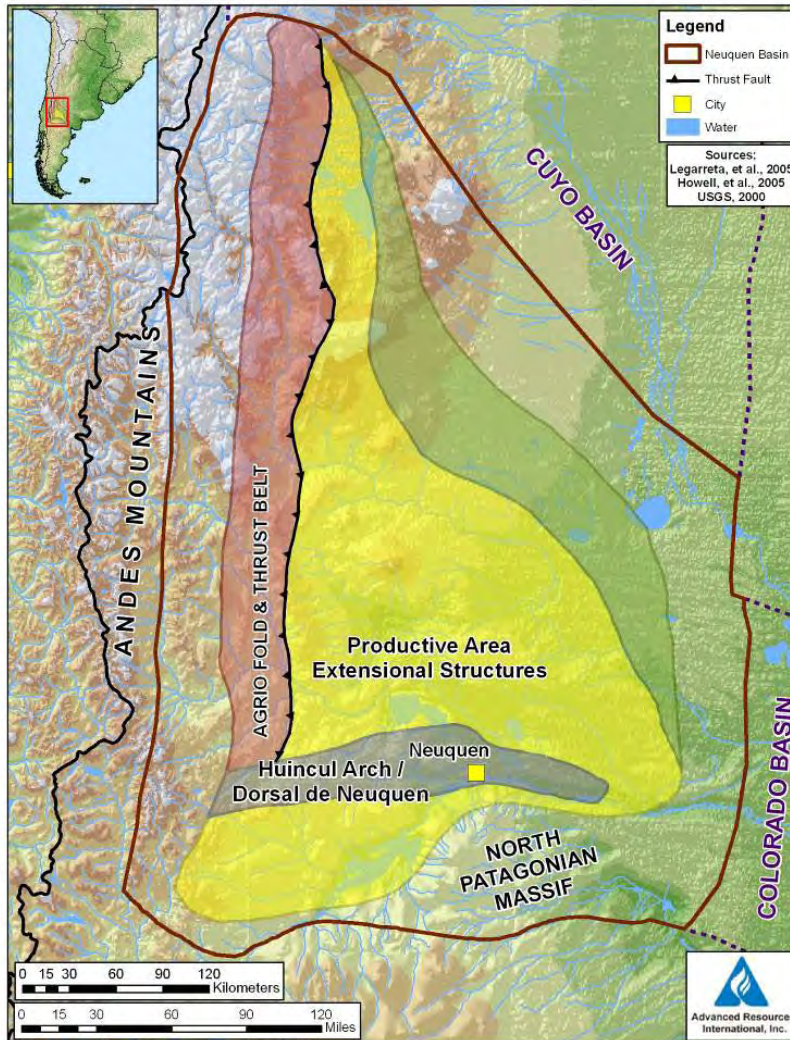 Legend
Neuquen Basin
Thrust Fault
City
Water
Sources:
Legarreta, et al., 2005
Howell, et al., 2005
USGS, 2000
CUYO BASIN
ANDES MOUNTAINS
AGRIO FOLD & THRUST BELT
Productive Area
Extensional Structures
Neuquen
Huincul Arch /
Dorsal de Neuquen
NORTH
PATAGONIAN
MASSIF
COLORADO BASIN
0 15 30 60 90 120
Kilometers
0 15 30 60 90 120
Miles
Advanced Resources
International, Inc.